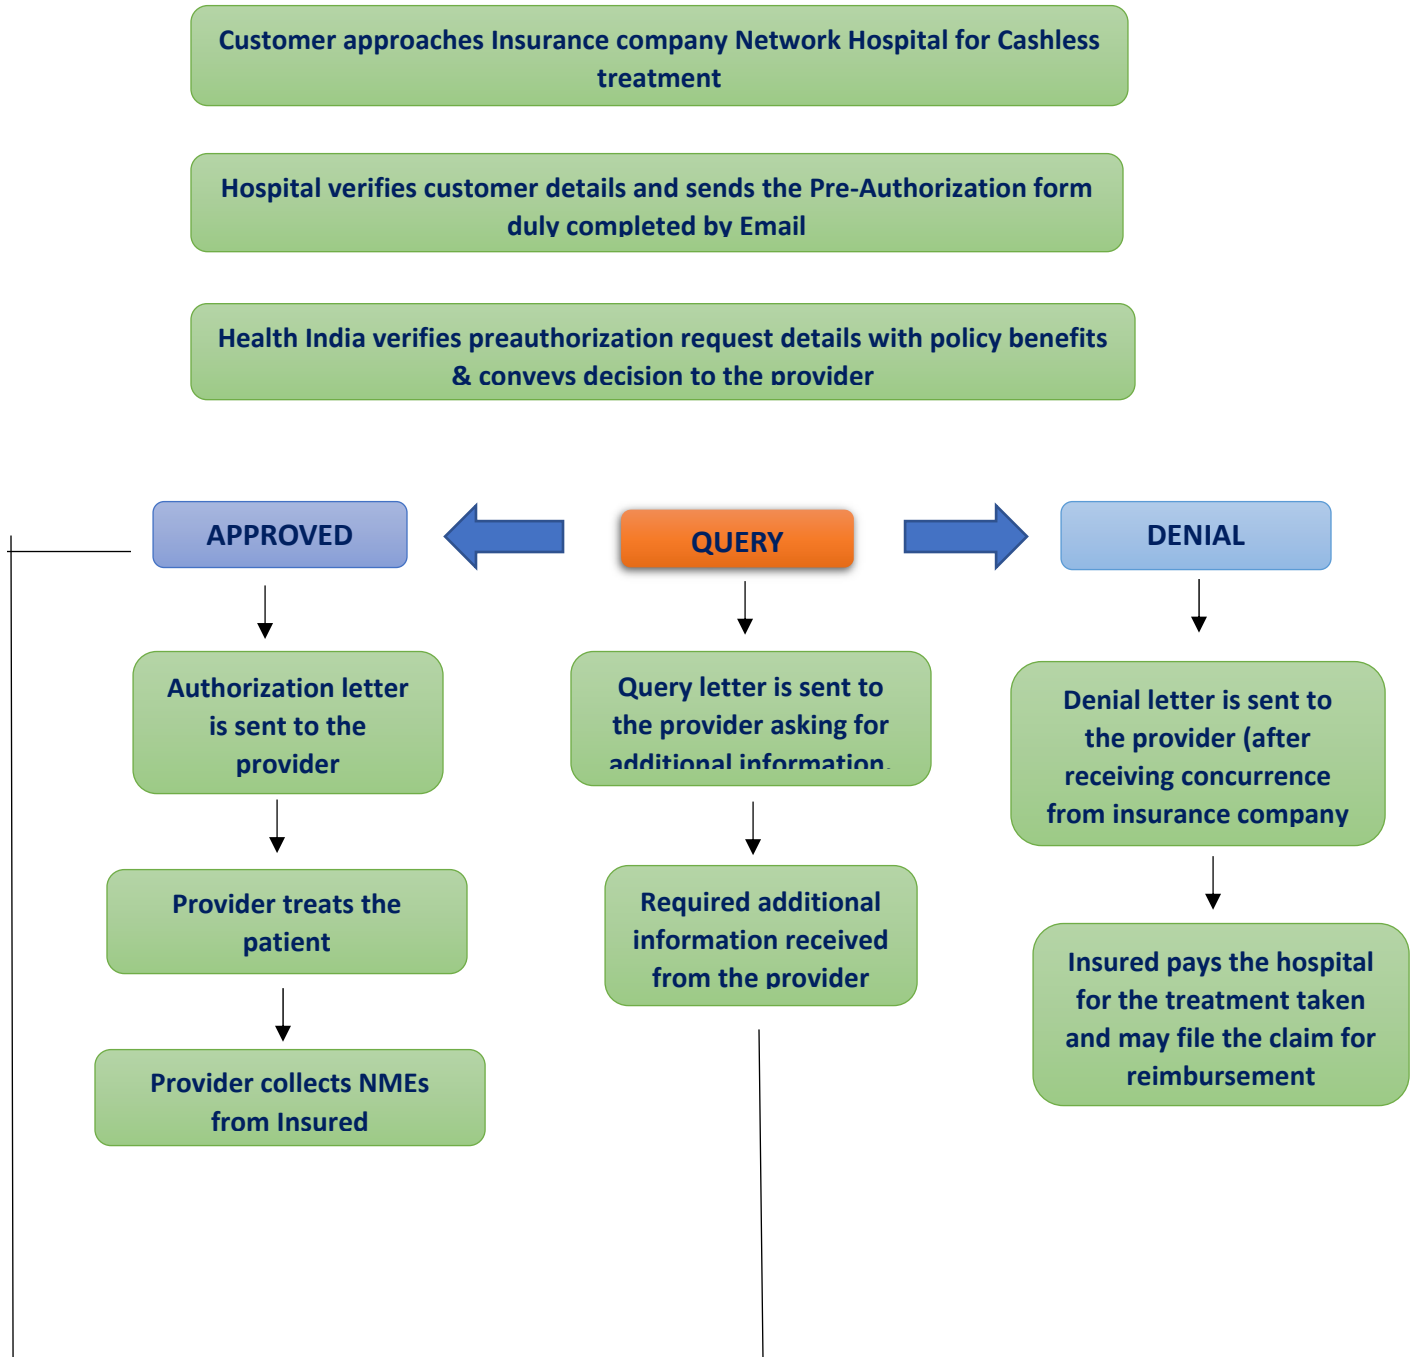 Customer approaches Insurance company Network Hospital for Cashless
treatment
Hospital verifies customer details and sends the Pre-Authorization form
duly completed by Email
Health India verifies preauthorization request details with policy benefits
& conveys decision to the provider
APPROVED
QUERY
DENIAL
Authorization letter
is sent to the
provider
Query letter is sent to
the provider asking for
additional information.
Denial letter is sent to
the provider (after
receiving concurrence
from insurance company
Provider treats the
patient
Required additional
information received
from the provider
Insured pays the hospital
for the treatment taken
and may file the claim for
reimbursement
Provider collects NMEs
from Insured